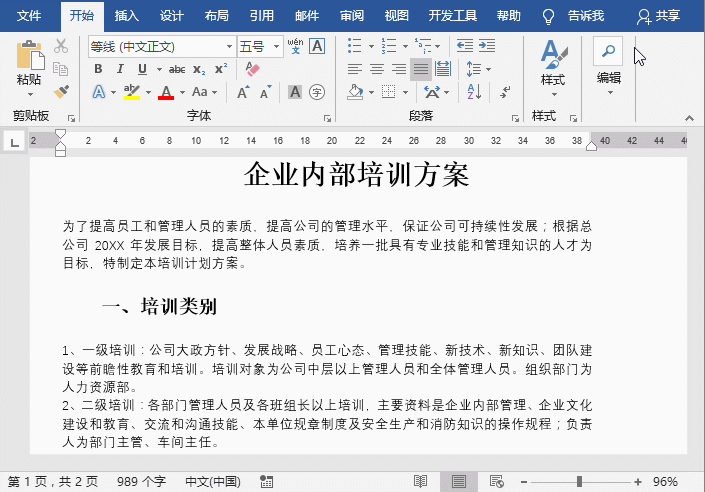 文件 开始 插入 设计 布局 引用 邮件 审阅 视图 开发工具 帮助 告诉我 共享
等线 (中文正文) 五号 wén A
粘贴 B I U abc x₂ x² 样式 编辑
A aby A Aa A A A 字
剪贴板 字体 段落 样式
L 2 2 4 6 8 10 12 14 16 18 20 22 24 26 28 30 32 34 36 38 40 42 44 46
企业内部培训方案
为了提高员工和管理人员的素质，提高公司的管理水平，保证公司可持续性发展；根据总
公司 20XX 年发展目标，提高整体人员素质，培养一批具有专业技能和管理知识的人才为
目标，特制定本培训计划方案。
一、培训类别
1、一级培训：公司大政方针、发展战略、员工心态、管理技能、新技术、新知识、团队建
设等前瞻性教育和培训。培训对象为公司中层以上管理人员和全体管理人员。组织部门为
人力资源部。
2、二级培训：各部门管理人员及各班组长以上培训，主要资料是企业内部管理、企业文化
建设和教育、交流和沟通技能、本单位规章制度及安全生产和消防知识的操作规程；负责
人为部门主管、车间主任。
第 1 页，共 2 页 989 个字 中文(中国) 96%